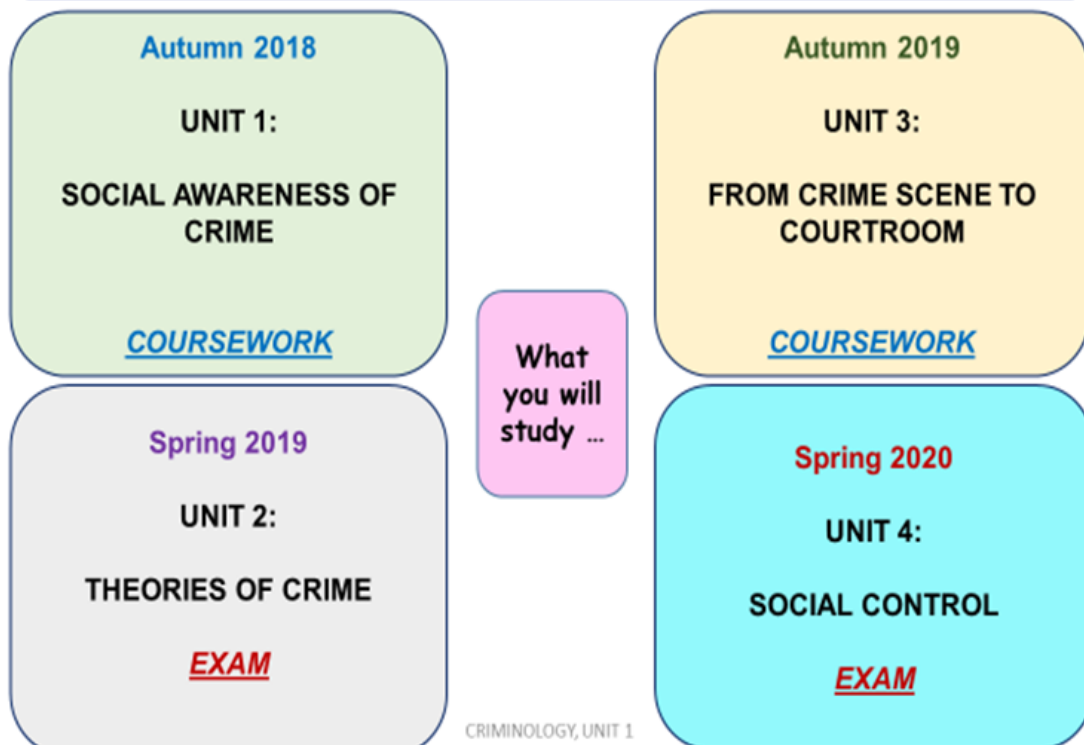 Autumn 2018
UNIT 1:
SOCIAL AWARENESS OF
CRIME
COURSEWORK
Autumn 2019
UNIT 3:
FROM CRIME SCENE TO
COURTROOM
COURSEWORK
What
you will
study ...
Spring 2019
UNIT 2:
THEORIES OF CRIME
EXAM
Spring 2020
UNIT 4:
SOCIAL CONTROL
EXAM
CRIMINOLOGY, UNIT 1